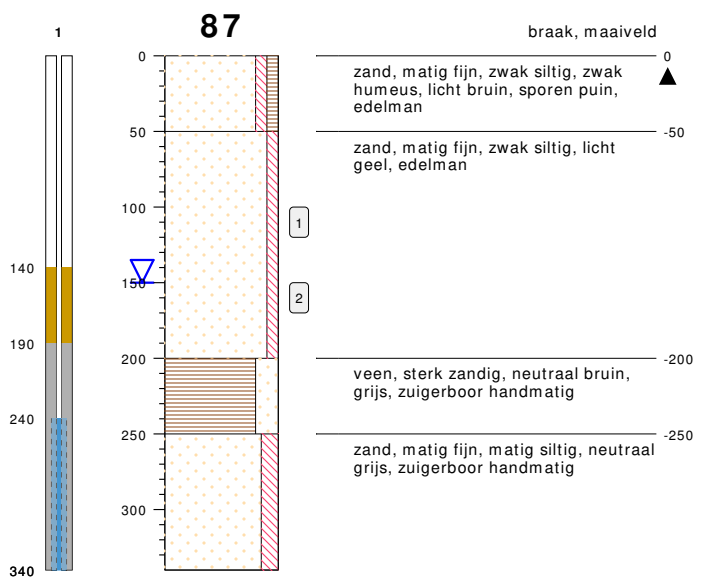 87
1
braak, maaiveld
0
0
zand, matig fijn, zwak siltig, zwak
humeus, licht bruin, sporen puin,
edelman
50
-50
zand, matig fijn, zwak siltig, licht
geel, edelman
100
1
140
150
2
190
200
-200
veen, sterk zandig, neutraal bruin,
grijs, zuigerboor handmatig
240
250
-250
zand, matig fijn, matig siltig, neutraal
grijs, zuigerboor handmatig
300
340